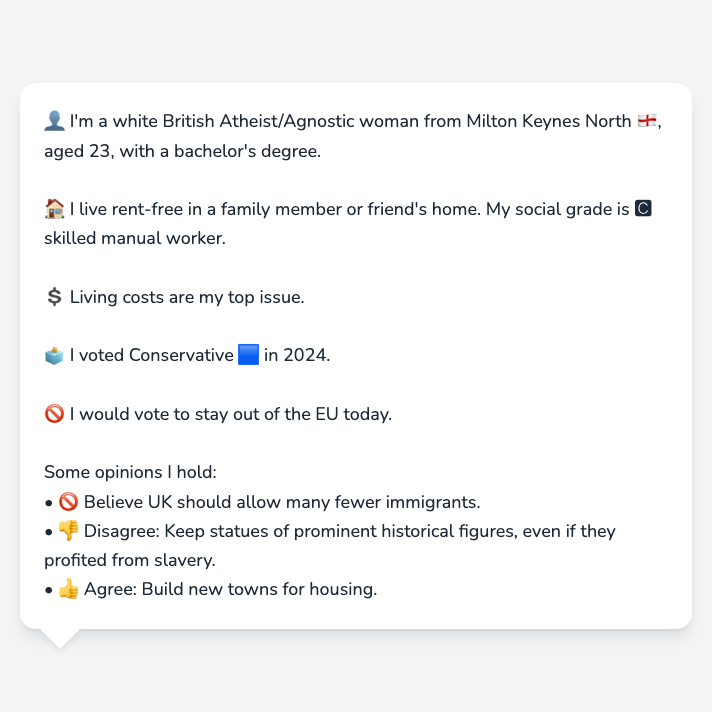 👤 I'm a white British Atheist/Agnostic woman from Milton Keynes North 🏴󠁧󠁢󠁥󠁮󠁧󠁿,
aged 23, with a bachelor's degree.
🏠 I live rent-free in a family member or friend's home. My social grade is 🅲
skilled manual worker.
💲 Living costs are my top issue.
🗳️ I voted Conservative 🟦 in 2024.
🚫 I would vote to stay out of the EU today.
Some opinions I hold:
• 🚫 Believe UK should allow many fewer immigrants.
• 👎 Disagree: Keep statues of prominent historical figures, even if they
profited from slavery.
• 👍 Agree: Build new towns for housing.